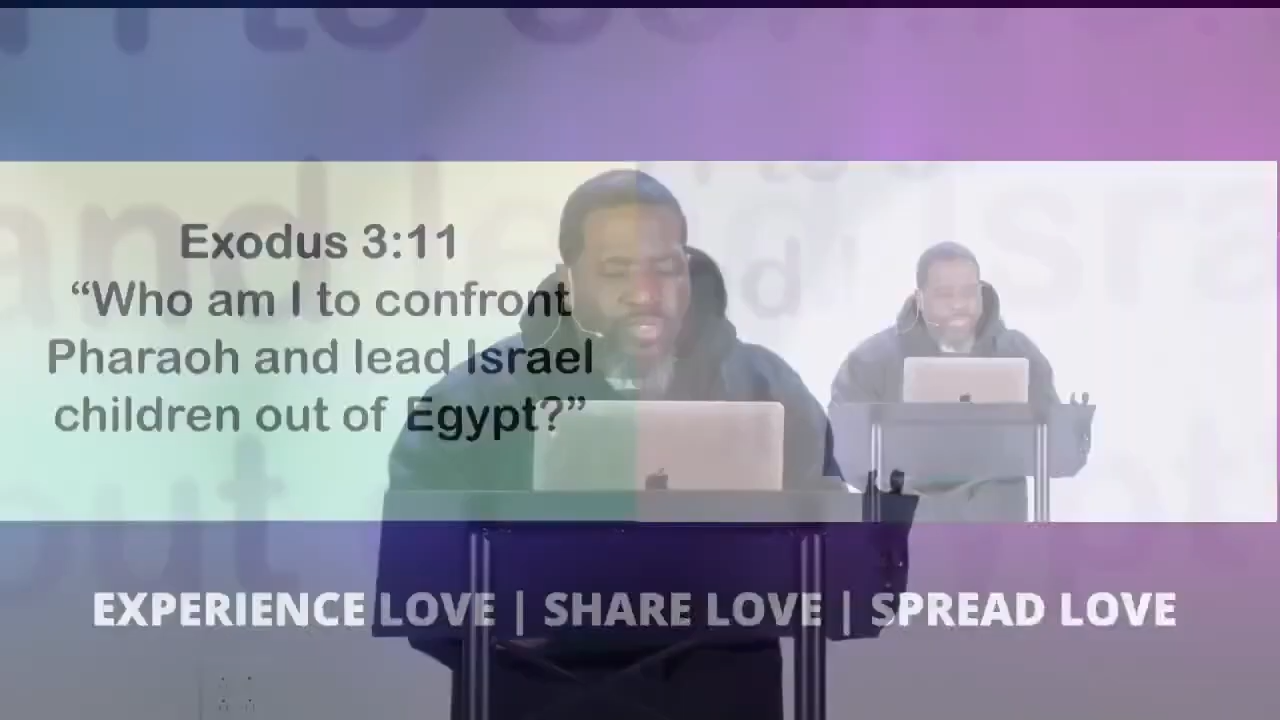 Exodus 3:11
“Who am I to confront
Pharaoh and lead Israel
children out of Egypt?”
EXPERIENCE LOVE | SHARE LOVE | SPREAD LOVE